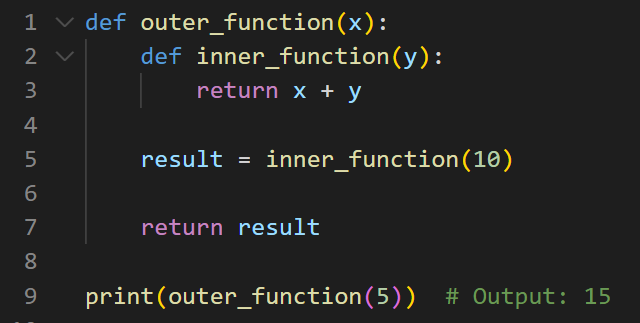 1 def outer_function(x):
2     def inner_function(y):
3         return x + y
4
5     result = inner_function(10)
6
7     return result
8
9 print(outer_function(5))  # Output: 15